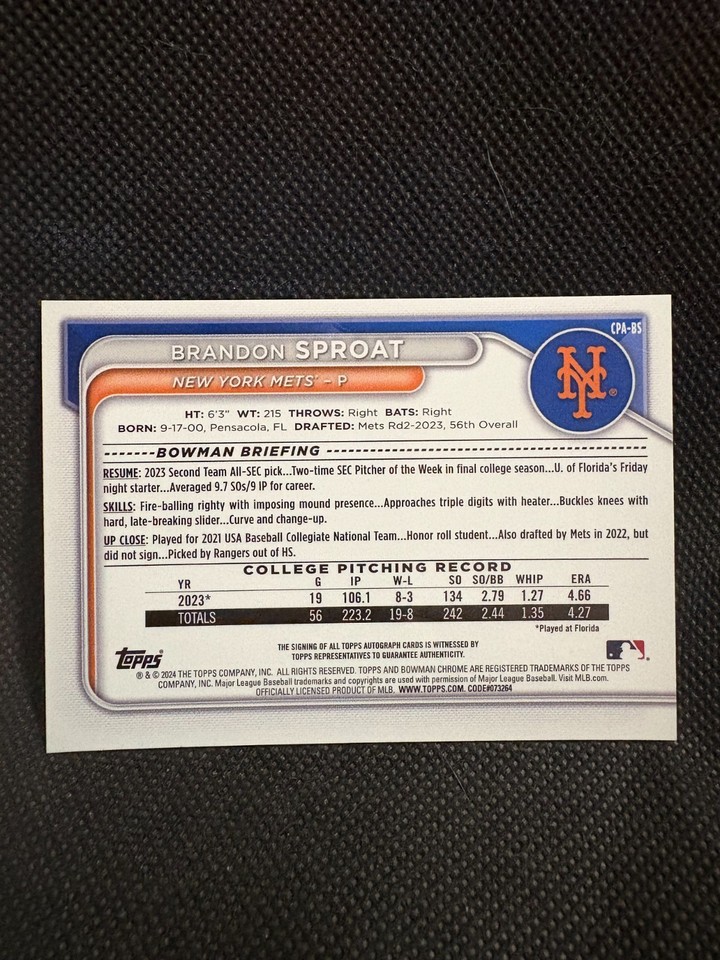 CPA-BS
BRANDON SPROAT
NEW YORK METS® – P
NY
®
HT: 6'3" WT: 215 THROWS: Right BATS: Right
BORN: 9-17-00, Pensacola, FL DRAFTED: Mets Rd2-2023, 56th Overall
BOWMAN BRIEFING
RESUME: 2023 Second Team All-SEC pick...Two-time SEC Pitcher of the Week in final college season...U. of Florida's Friday
night starter...Averaged 9.7 SOs/9 IP for career.
SKILLS: Fire-balling righty with imposing mound presence...Approaches triple digits with heater...Buckles knees with
hard, late-breaking slider...Curve and change-up.
UP CLOSE: Played for 2021 USA Baseball Collegiate National Team...Honor roll student...Also drafted by Mets in 2022, but
did not sign...Picked by Rangers out of HS.
COLLEGE PITCHING RECORD
YR G IP W-L SO SO/BB WHIP ERA
2023* 19 106.1 8-3 134 2.79 1.27 4.66
TOTALS 56 223.2 19-8 242 2.44 1.35 4.27
*Played at Florida
THE SIGNING OF ALL TOPPS AUTOGRAPH CARDS IS WITNESSED BY
TOPPS REPRESENTATIVES TO GUARANTEE AUTHENTICITY.
Topps®
® & © 2024 THE TOPPS COMPANY, INC. ALL RIGHTS RESERVED. TOPPS AND BOWMAN CHROME ARE REGISTERED TRADEMARKS OF THE TOPPS
COMPANY, INC. Major League Baseball trademarks and copyrights are used with permission of Major League Baseball. Visit MLB.com.
OFFICIALLY LICENSED PRODUCT OF MLB. WWW.TOPPS.COM. CODE#073264